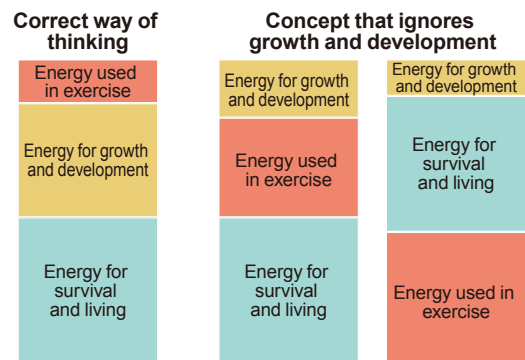 Correct way of
thinking
Energy used
in exercise
Energy for growth
and development
Energy for
survival
and living
Concept that ignores
growth and development
Energy for growth
and development
Energy used
in exercise
Energy for
survival
and living
Energy for growth
and development
Energy for
survival
and living
Energy used in
exercise